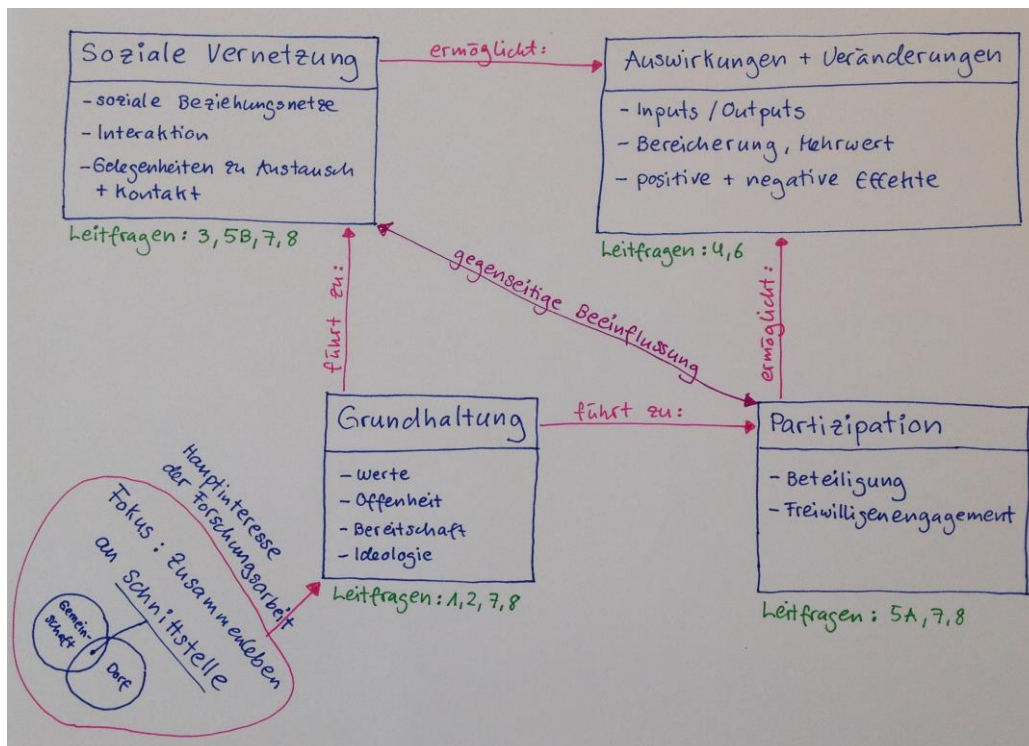 Soziale Vernetzung
- soziale Beziehungsnetze
- Interaktion
- Gelegenheiten zu Austausch
+ Kontakt
Leitfragen: 3, 5B, 7, 8
ermöglicht:
Auswirkungen + Veränderungen
- Inputs / Outputs
- Bereicherung, Mehrwert
- positive + negative Effekte
Leitfragen: 4, 6
führt zu:
gegenseitige Beeinflussung
ermöglicht:
Grundhaltung
- Werte
- Offenheit
- Bereitschaft
- Ideologie
Leitfragen: 1, 2, 7, 8
führt zu:
Partizipation
- Beteiligung
- Freiwilligenengagement
Leitfragen: 5A, 7, 8
Hauptinteresse
der Forschungsarbeit
Fokus: Zusammenleben
an Schnittstelle
Gemein-
schaft
Dorf